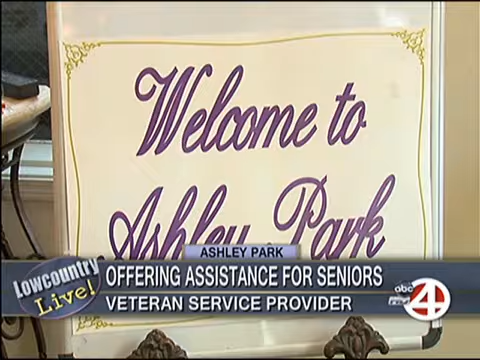 Welcome to
Ashley Park
ASHLEY PARK
Lowcountry
Live!
OFFERING ASSISTANCE FOR SENIORS
VETERAN SERVICE PROVIDER
abc
4